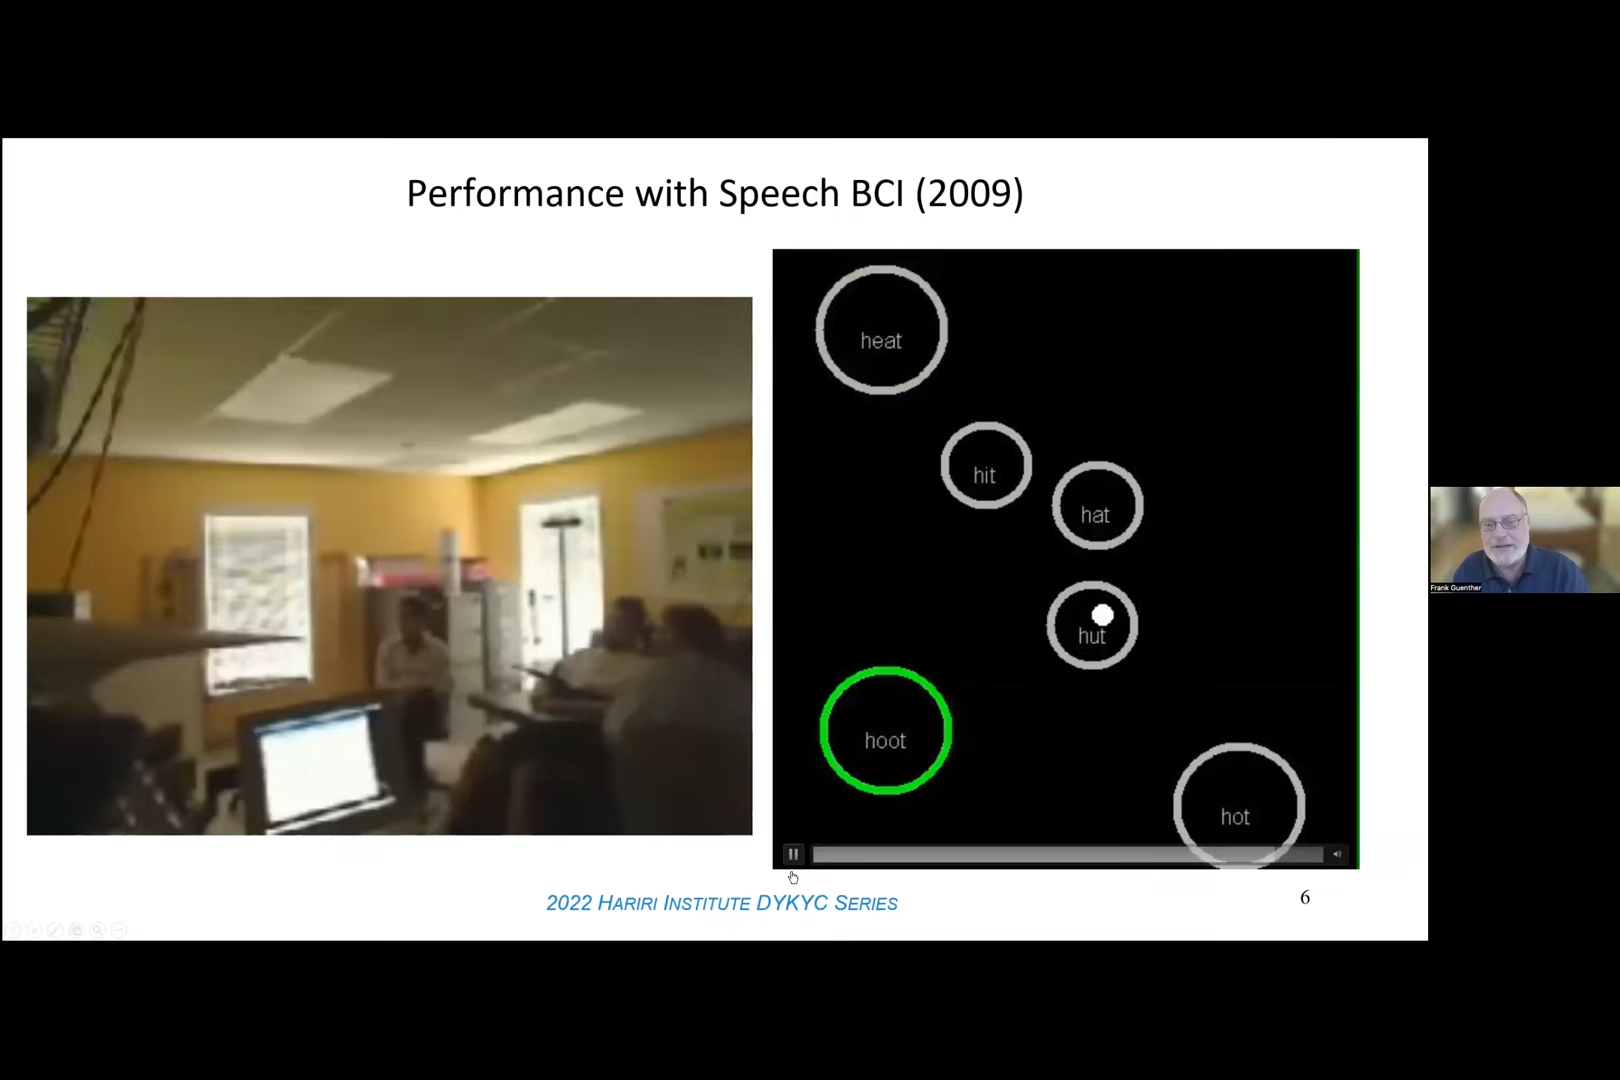 Performance with Speech BCI (2009)
heat
hit
hat
hut
hoot
hot
2022 HARIRI INSTITUTE DYKYC SERIES
6
Frank Guenther